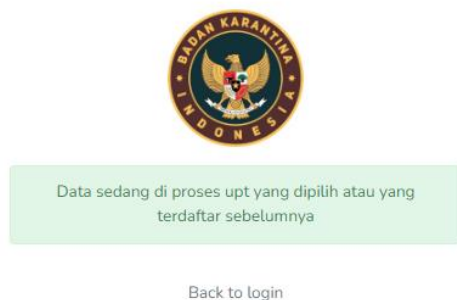 BADAN KARANTINA
INDONESIA
Data sedang di proses upt yang dipilih atau yang
terdaftar sebelumnya
Back to login